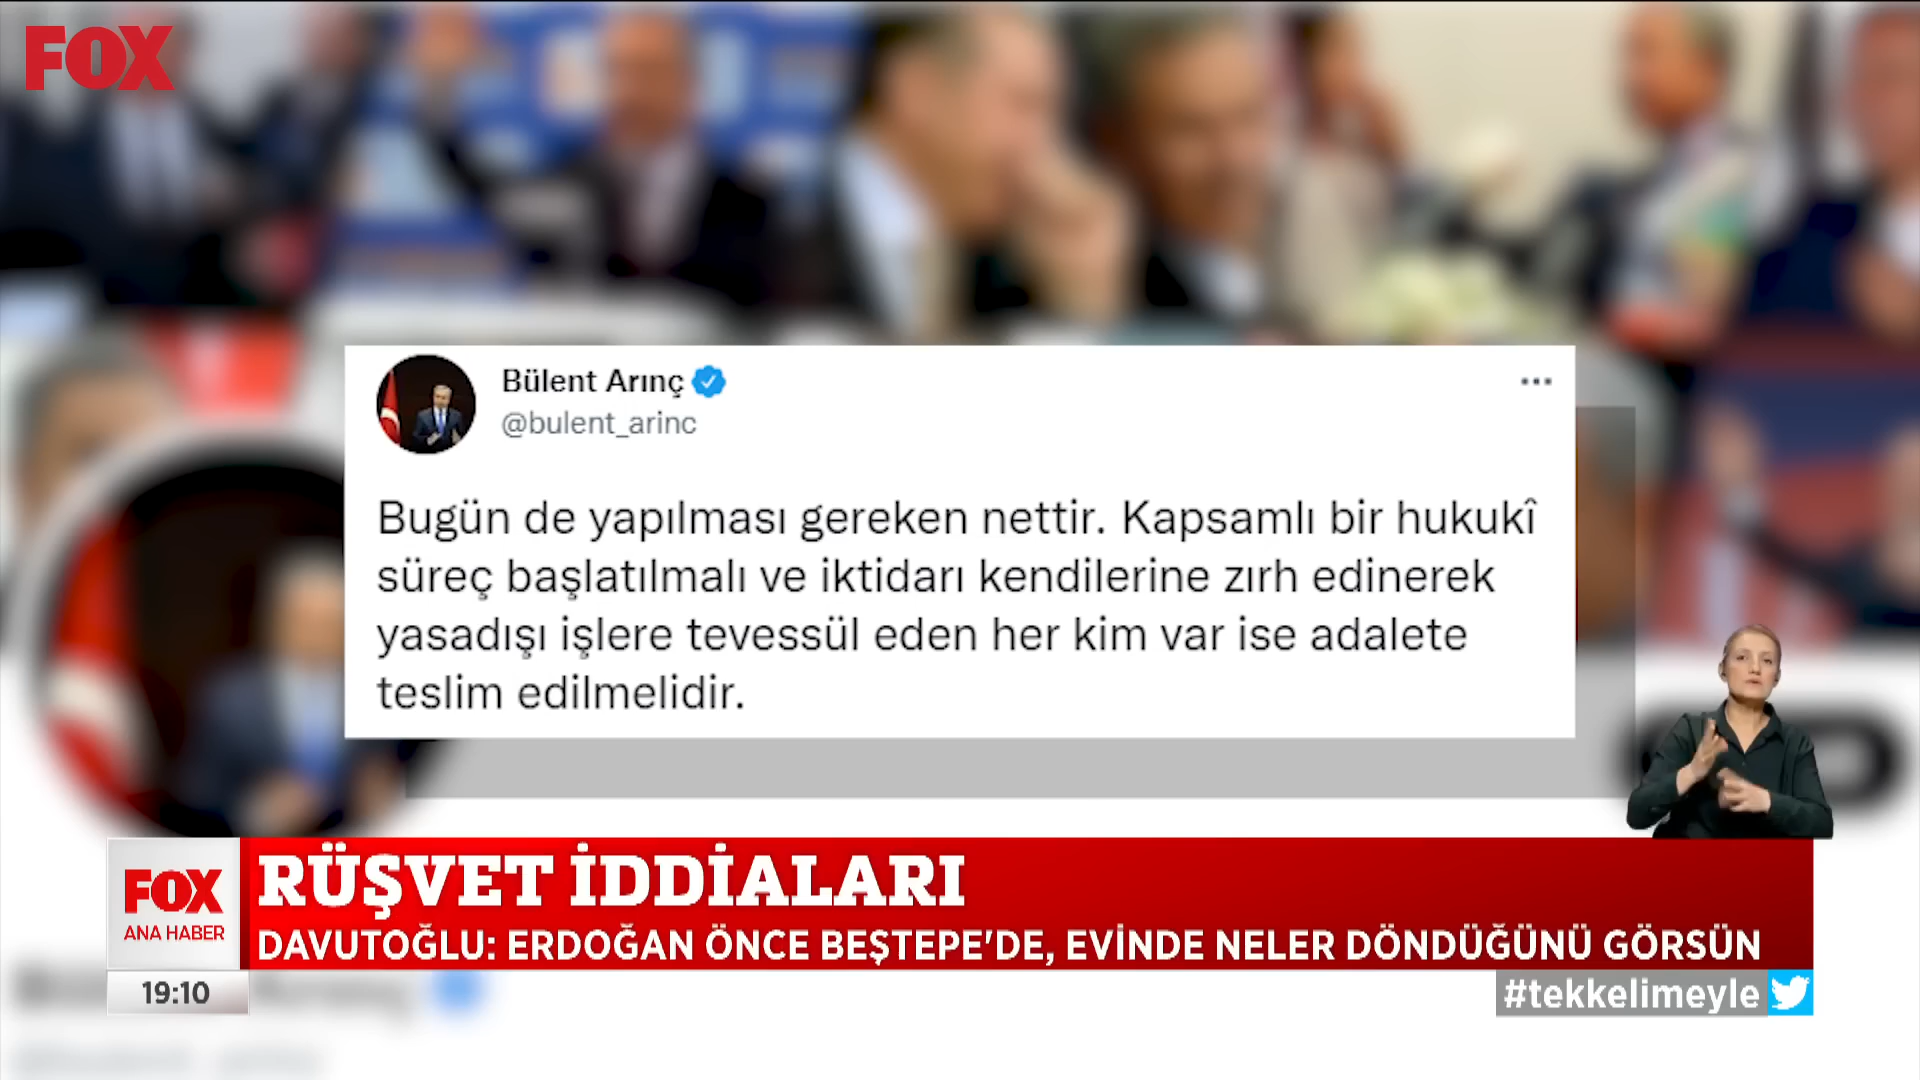 FOX
Bülent Arınç
@bulent_arinc
Bugün de yapılması gereken nettir. Kapsamlı bir hukukî
süreç başlatılmalı ve iktidarı kendilerine zırh edinerek
yasadışı işlere tevessül eden her kim var ise adalete
teslim edilmelidir.
FOX
ANA HABER
RÜŞVET İDDİALARI
DAVUTOĞLU: ERDOĞAN ÖNCE BEŞTEPE'DE, EVİNDE NELER DÖNDÜĞÜNÜ GÖRSÜN
19:10
#tekkelimeyle